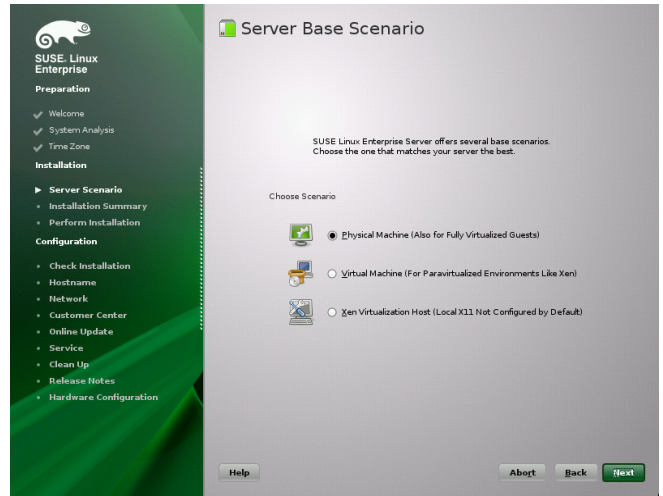 SUSE. Linux
Enterprise
Preparation
Welcome
System Analysis
Time Zone
Installation
Server Scenario
Installation Summary
Perform Installation
Configuration
Check Installation
Hostname
Network
Customer Center
Online Update
Service
Clean Up
Release Notes
Hardware Configuration
Server Base Scenario
SUSE Linux Enterprise Server offers several base scenarios.
Choose the one that matches your server the best.
Choose Scenario
Physical Machine (Also for Fully Virtualized Guests)
Virtual Machine (For Paravirtualized Environments Like Xen)
Xen Virtualization Host (Local X11 Not Configured by Default)
Help
Abort
Back
Next